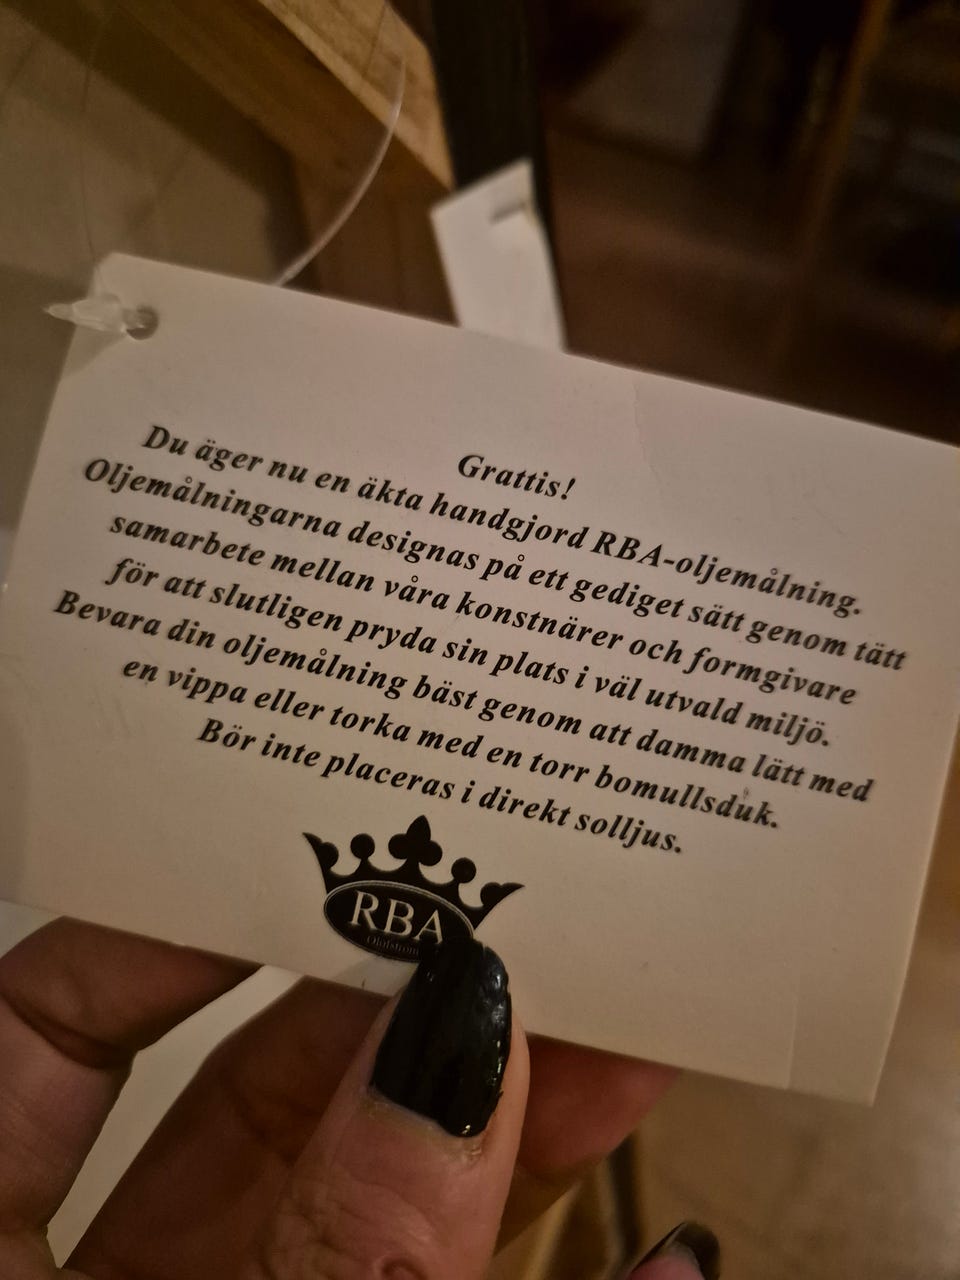 Grattis!
Du äger nu en äkta handgjord RBA-oljemålning.
Oljemålningarna designas på ett gediget sätt genom tätt
samarbete mellan våra konstnärer och formgivare
för att slutligen pryda sin plats i väl utvald miljö.
Bevara din oljemålning bäst genom att damma lätt med
en vippa eller torka med en torr bomullsduk.
Bör inte placeras i direkt solljus.
RBA